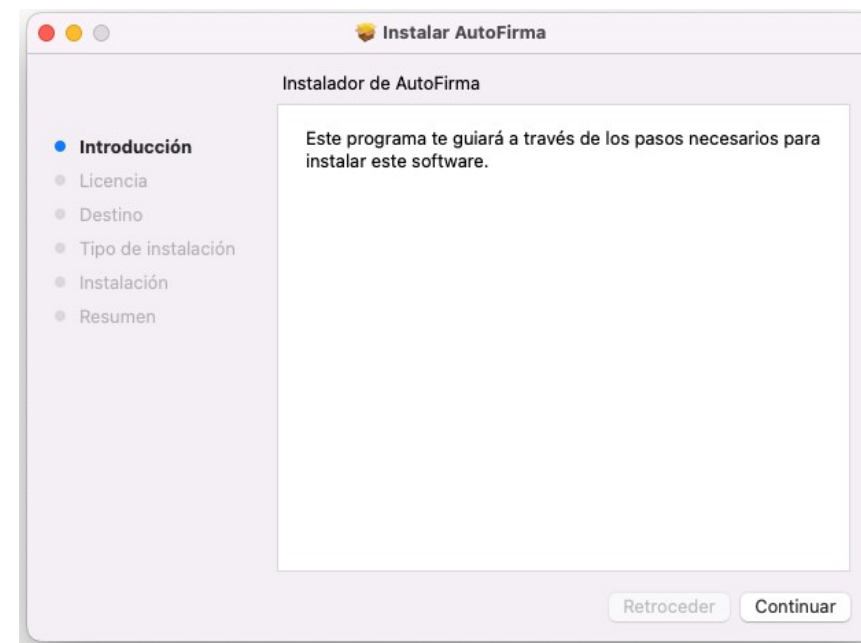 Instalar AutoFirma
Instalador de AutoFirma
Introducción
Licencia
Destino
Tipo de instalación
Instalación
Resumen
Este programa te guiará a través de los pasos necesarios para
instalar este software.
Retroceder
Continuar